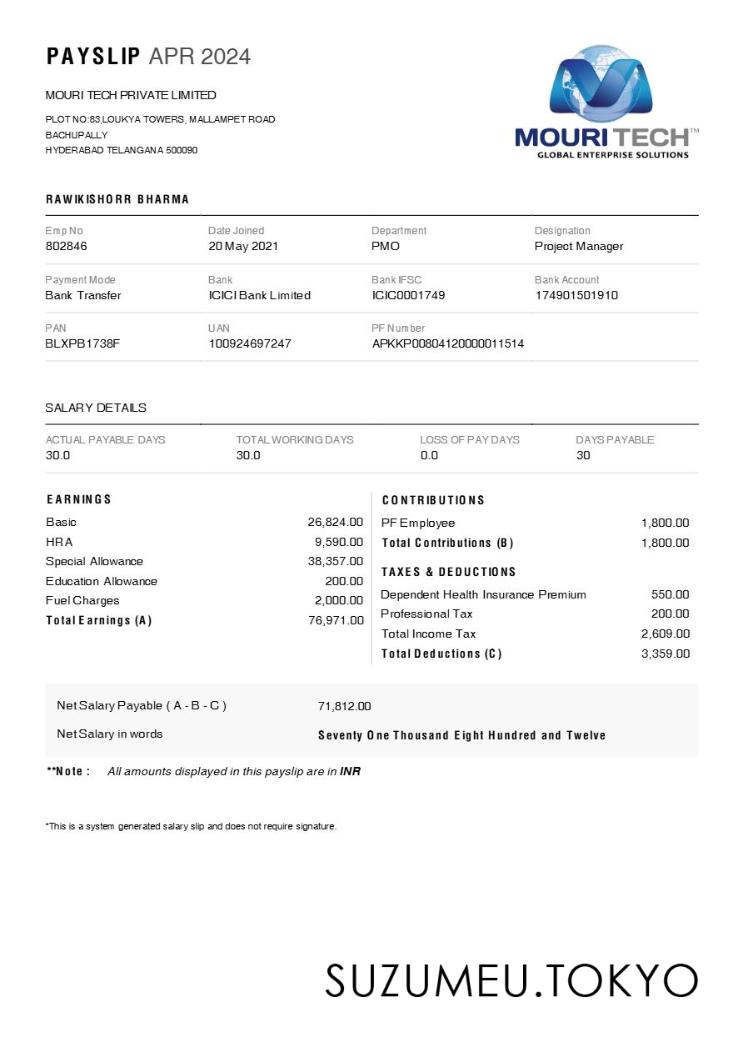 PAYSLIP APR 2024
MOURI TECH PRIVATE LIMITED
PLOT NO:83,LOUKYA TOWERS, MALLAMPET ROAD
BACHUPALLY
HYDERABAD TELANGANA 500090
MOURI TECH™
GLOBAL ENTERPRISE SOLUTIONS
RAWIKISHORR BHARMA
Emp No Date Joined Department Designation
802846 20 May 2021 PMO Project Manager
Payment Mode Bank Bank IFSC Bank Account
Bank Transfer ICICI Bank Limited ICIC0001749 174901501910
PAN UAN PF Number
BLXPB1738F 100924697247 APKKP00804120000011514
SALARY DETAILS
ACTUAL PAYABLE DAYS TOTAL WORKING DAYS LOSS OF PAY DAYS DAYS PAYABLE
30.0 30.0 0.0 30
EARNINGS
Basic 26,824.00
HRA 9,590.00
Special Allowance 38,357.00
Education Allowance 200.00
Fuel Charges 2,000.00
Total Earnings (A) 76,971.00
CONTRIBUTIONS
PF Employee 1,800.00
Total Contributions (B) 1,800.00
TAXES & DEDUCTIONS
Dependent Health Insurance Premium 550.00
Professional Tax 200.00
Total Income Tax 2,609.00
Total Deductions (C) 3,359.00
Net Salary Payable ( A - B - C ) 71,812.00
Net Salary in words Seventy One Thousand Eight Hundred and Twelve
**Note : All amounts displayed in this payslip are in INR
*This is a system generated salary slip and does not require signature.
SUZUMEU.TOKYO